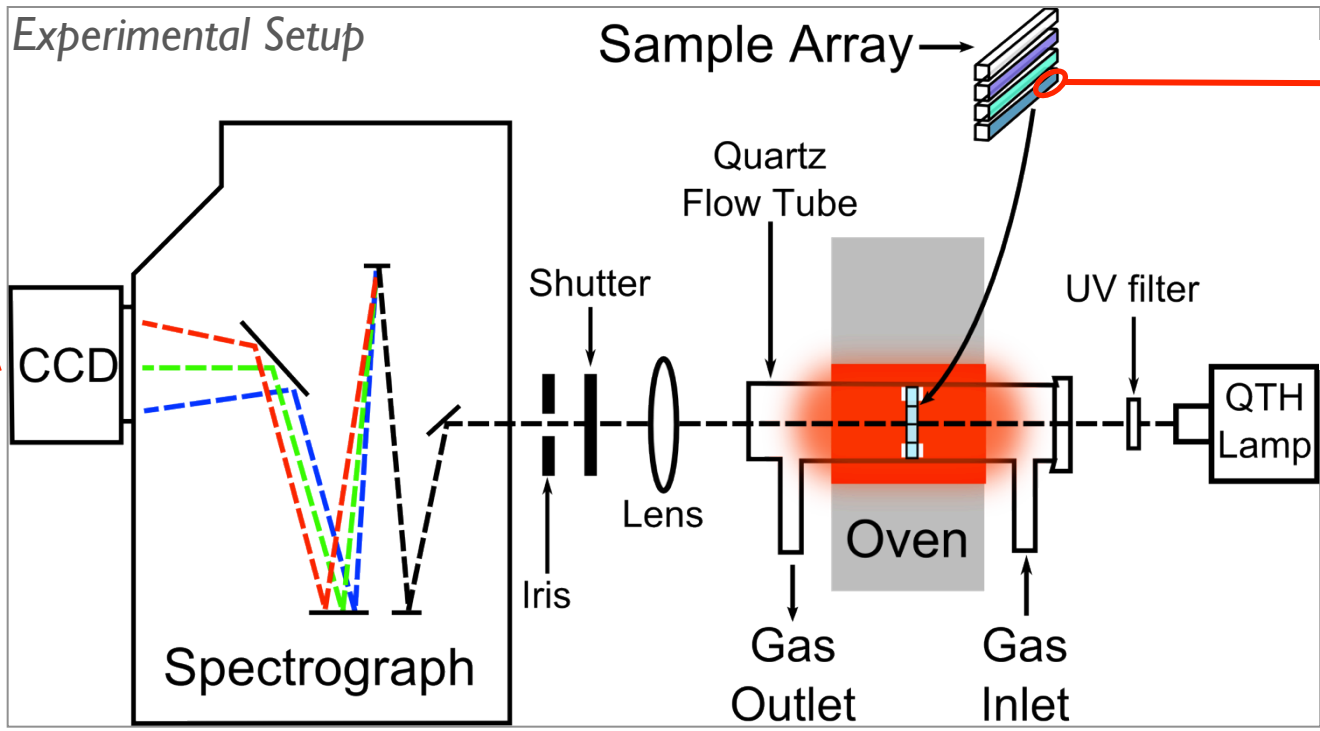 Experimental Setup
Sample Array
Quartz
Flow Tube
Shutter
UV filter
CCD
QTH
Lamp
Lens
Oven
Iris
Spectrograph
Gas
Outlet
Gas
Inlet